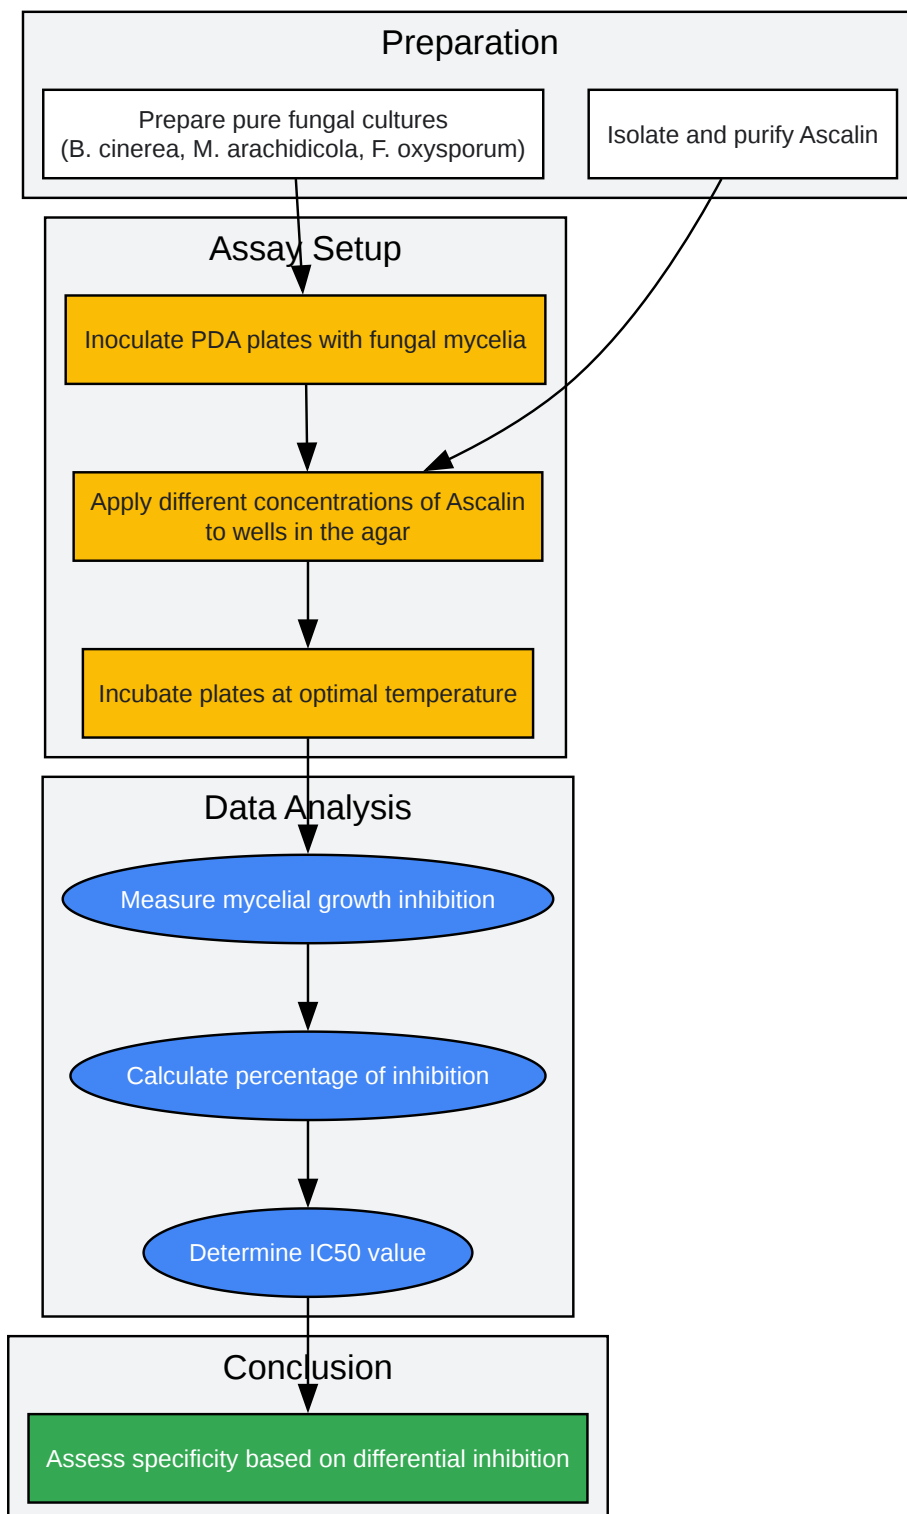 Preparation
Prepare pure fungal cultures
(B. cinerea, M. arachidicola, F. oxysporum)
Isolate and purify Ascalin
Assay Setup
Inoculate PDA plates with fungal mycelia
Apply different concentrations of Ascalin
to wells in the agar
Incubate plates at optimal temperature
Data Analysis
Measure mycelial growth inhibition
Calculate percentage of inhibition
Determine IC50 value
Conclusion
Assess specificity based on differential inhibition